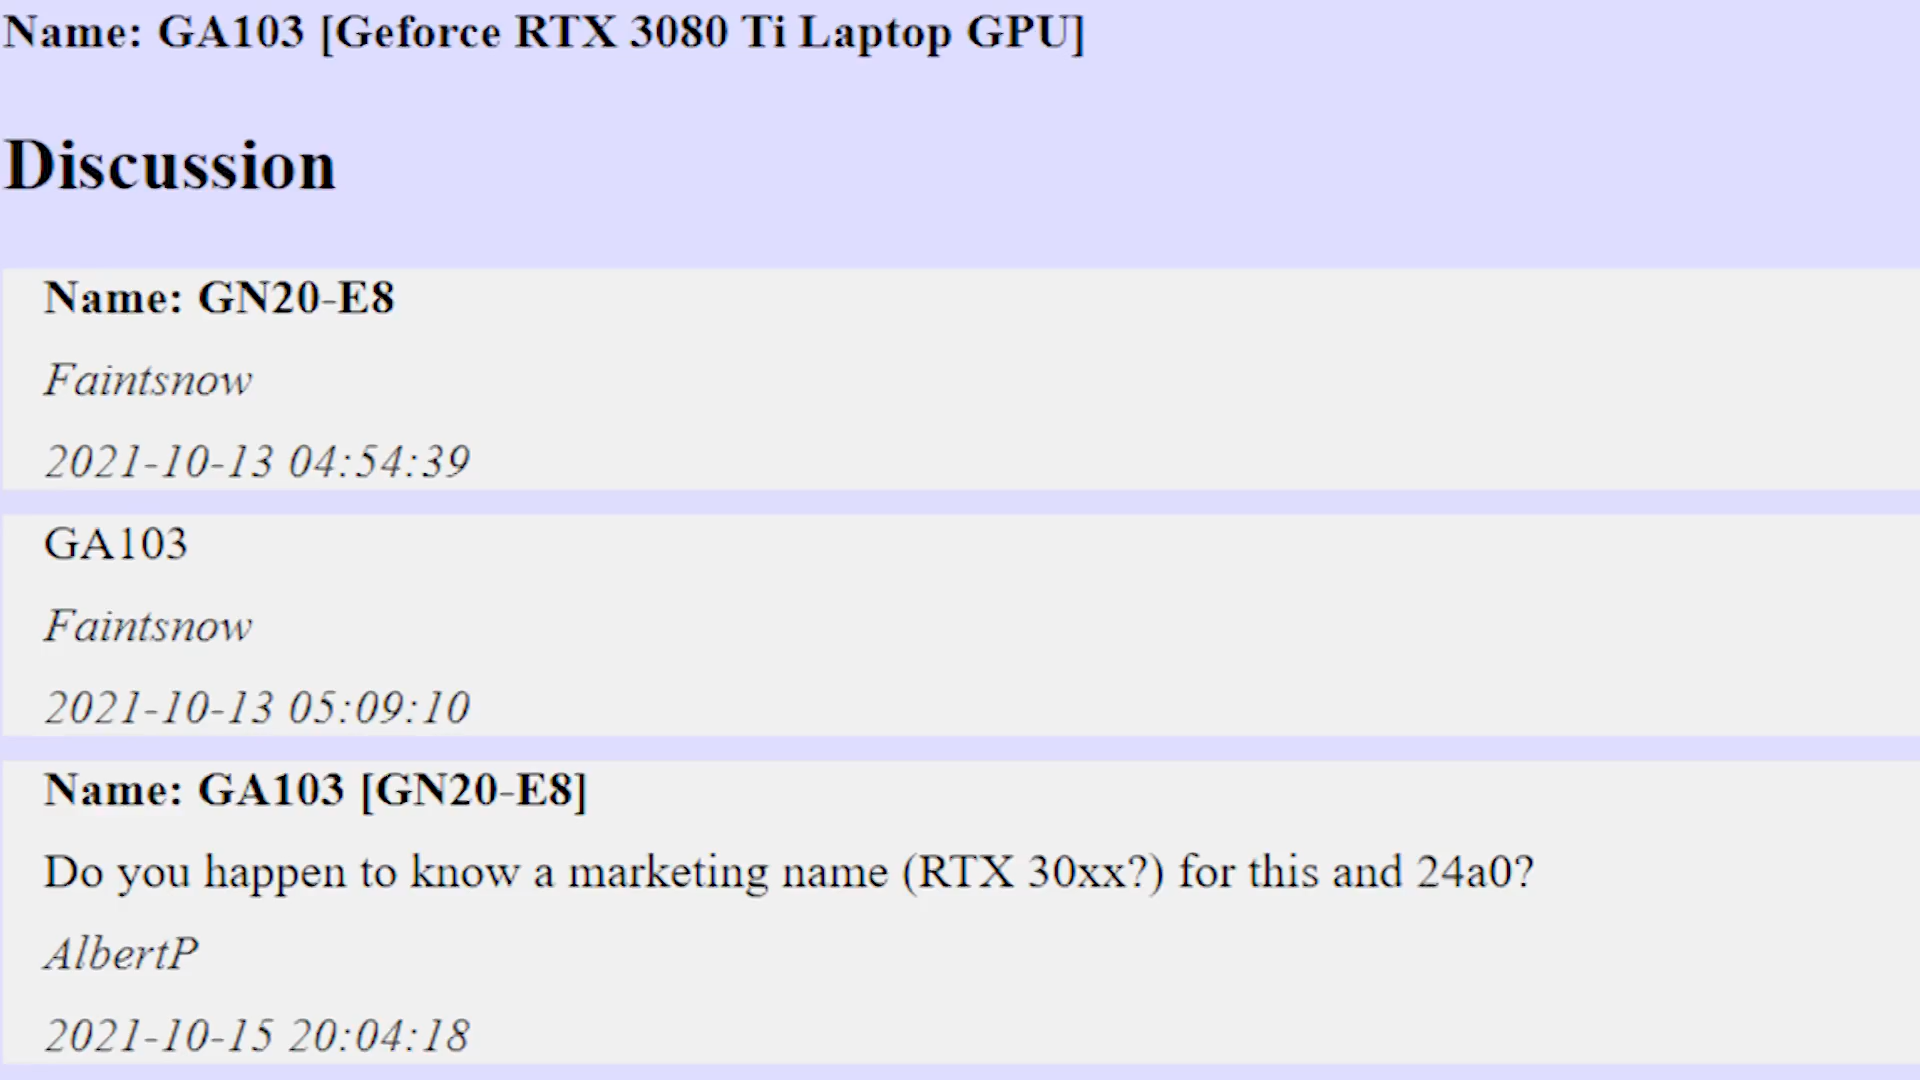 Name: GA103 [Geforce RTX 3080 Ti Laptop GPU]
Discussion
Name: GN20-E8
Faintsnow
2021-10-13 04:54:39
GA103
Faintsnow
2021-10-13 05:09:10
Name: GA103 [GN20-E8]
Do you happen to know a marketing name (RTX 30xx?) for this and 24a0?
AlbertP
2021-10-15 20:04:18